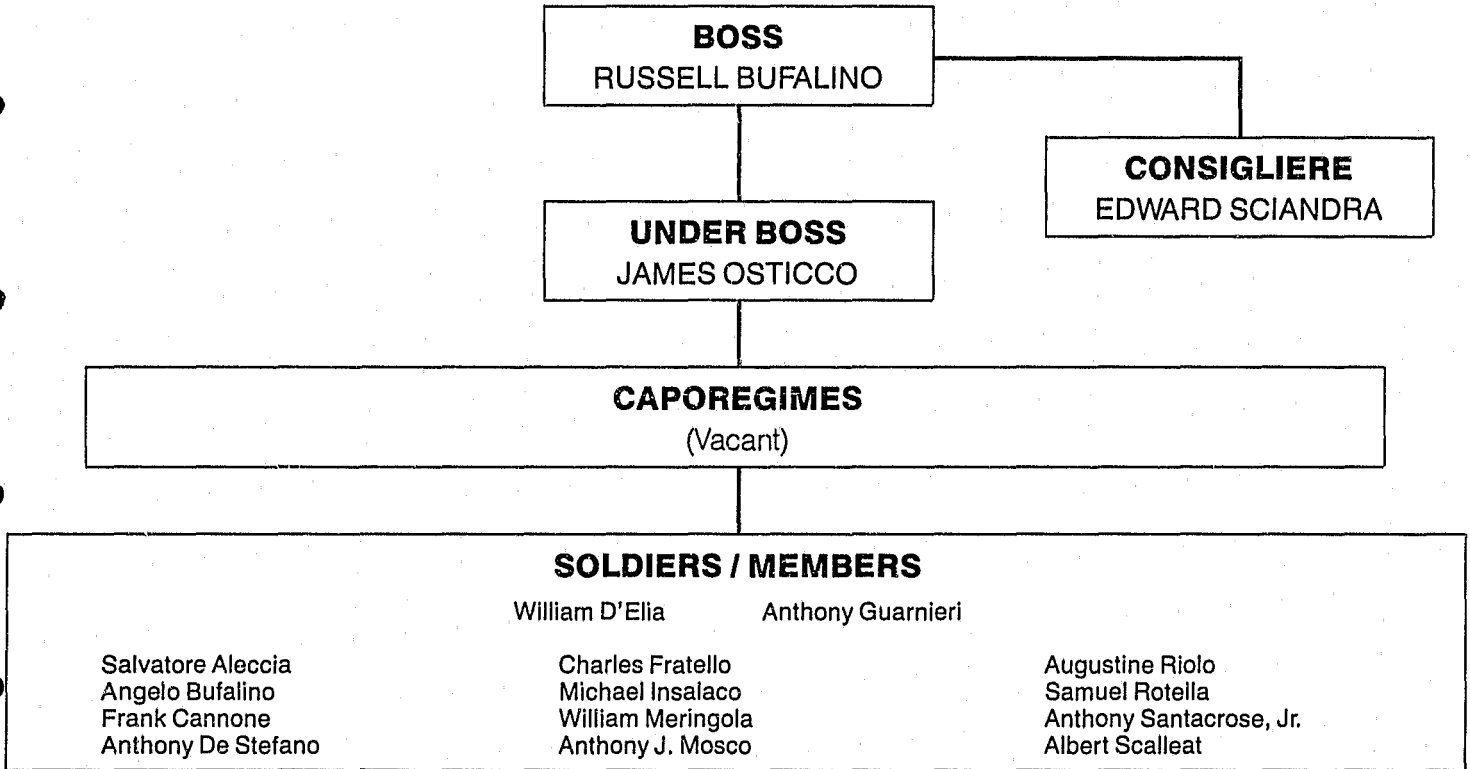 BOSS
RUSSELL BUFALINO
CONSIGLIERE
EDWARD SCIANDRA
UNDER BOSS
JAMES OSTICCO
CAPOREGIMES
(Vacant)
SOLDIERS / MEMBERS
William D'Elia Anthony Guarnieri
Salvatore Aleccia Charles Fratello Augustine Riolo
Angelo Bufalino Michael Insalaco Samuel Rotella
Frank Cannone William Meringola Anthony Santacrose, Jr.
Anthony De Stefano Anthony J. Mosco Albert Scalleat